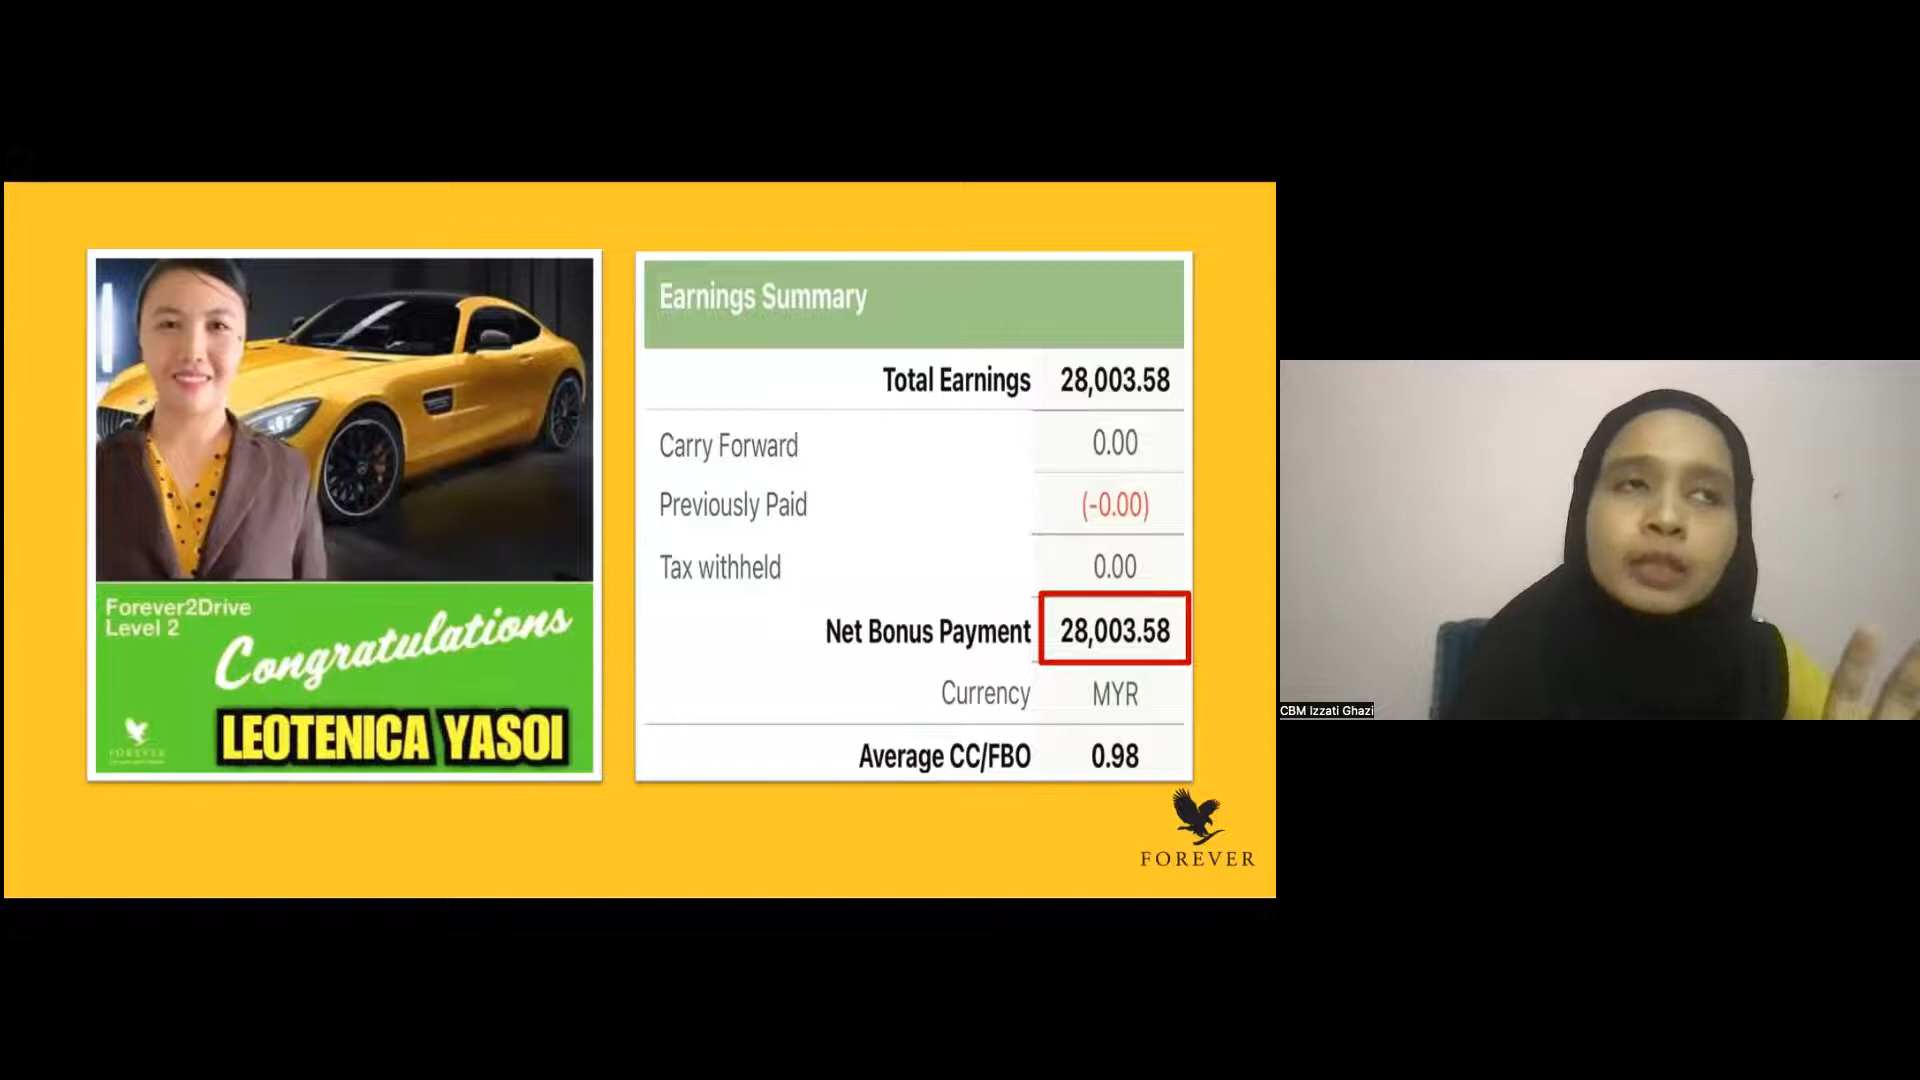 Forever2Drive
Level 2
Congratulations
LEOTENICA YASOI
FOREVER
Earnings Summary
Total Earnings 28,003.58
Carry Forward 0.00
Previously Paid (-0.00)
Tax withheld 0.00
Net Bonus Payment 28,003.58
Currency MYR
Average CC/FBO 0.98
FOREVER
CBM Izzati Ghazi